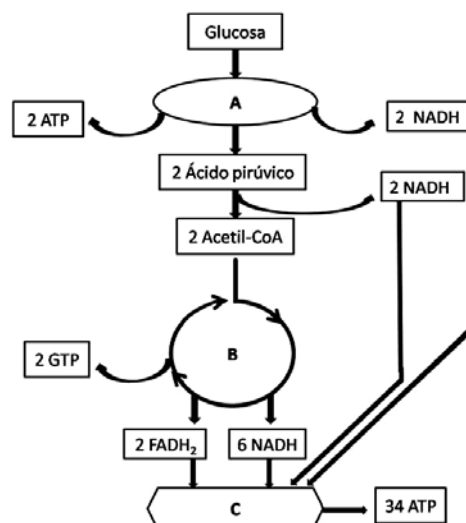 Glucosa
A
2 ATP
2 NADH
2 Ácido pirúvico
2 NADH
2 Acetil-CoA
B
2 GTP
2 FADH₂
6 NADH
C
34 ATP